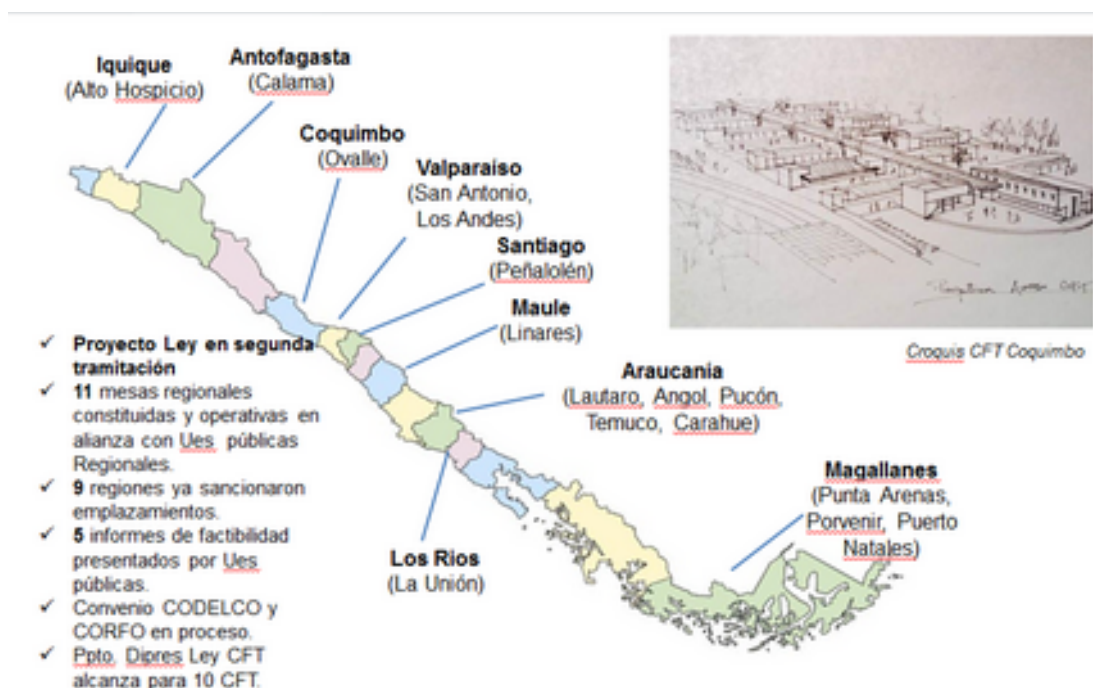 Iquique
(Alto Hospicio)
Antofagasta
(Calama)
Coquimbo
(Ovalle)
Valparaiso
(San Antonio,
Los Andes)
Santiago
(Peñalolén)
Maule
(Linares)
Croquis CFT Coquimbo
Araucania
(Lautaro, Angol, Pucón,
Temuco, Carahue)
Magallanes
(Punta Arenas,
Porvenir, Puerto
Natales)
Los Rios
(La Unión)
✓ Proyecto Ley en segunda
tramitación
✓ 11 mesas regionales
constituidas y operativas en
alianza con Ues públicas
Regionales.
✓ 9 regiones ya sancionaron
emplazamientos.
✓ 5 informes de factibilidad
presentados por Ues
públicas.
✓ Convenio CODELCO y
CORFO en proceso.
✓ Ppto. Dipres Ley CFT
alcanza para 10 CFT.